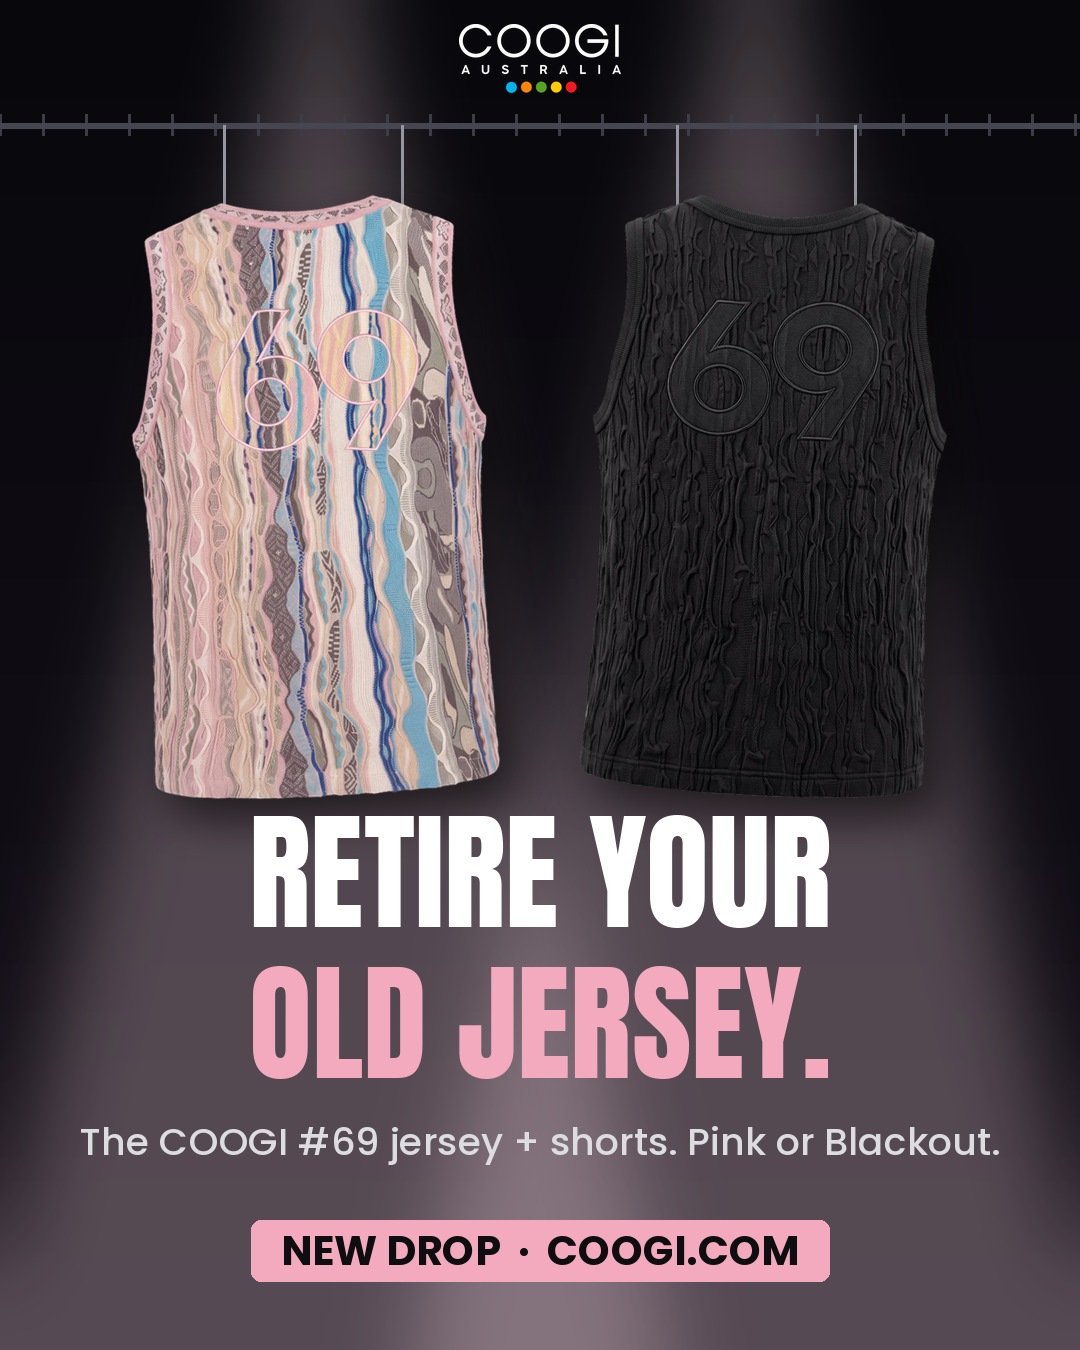 COOGI
AUSTRALIA
69
69
RETIRE YOUR
OLD JERSEY.
The COOGI #69 jersey + shorts. Pink or Blackout.
NEW DROP · COOGI.COM